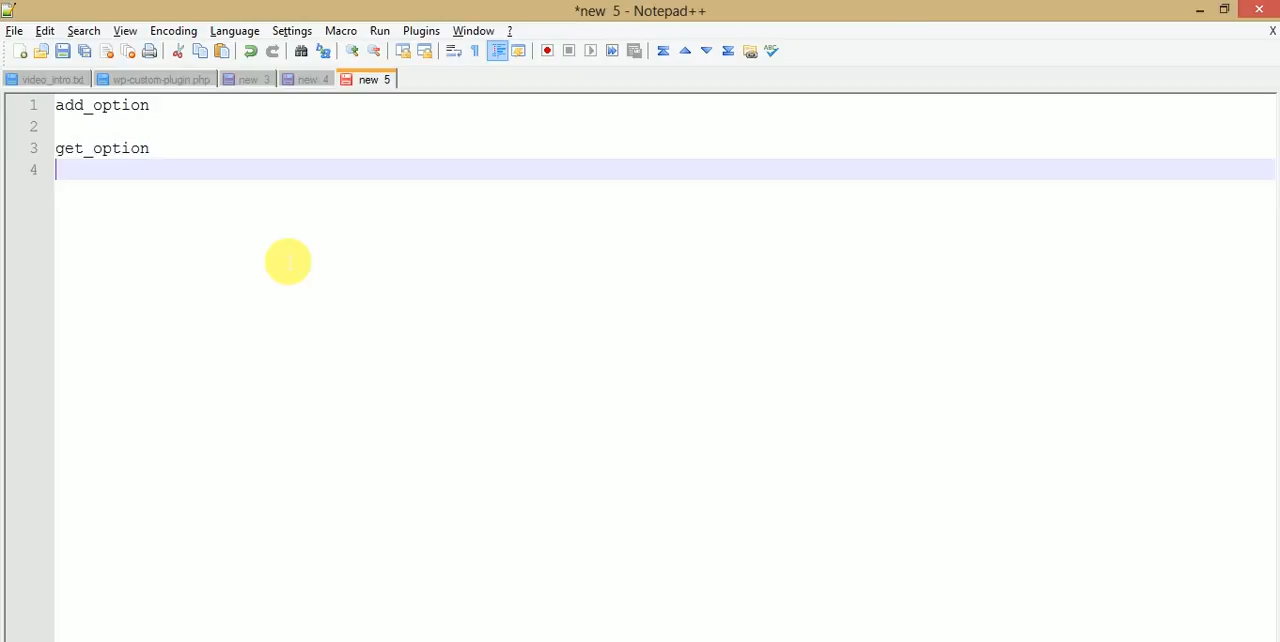 *new 5 - Notepad++
File Edit Search View Encoding Language Settings Macro Run Plugins Window ? X
video_intro.txt wp-custom-plugin.php new 3 new 4 new 5
1 add_option
2
3 get_option
4